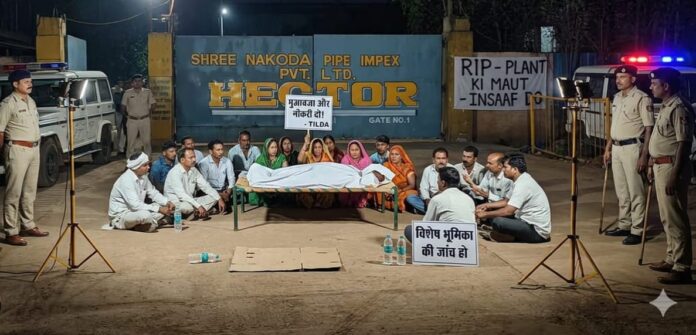 SHREE NAKODA PIPE IMPEX
PVT. LTD.
HECTOR
GATE NO.1
RIP - PLANT
KI MAUT
- INSAAF DO
मुआवजा और
नौकरी दो!
- TILDA
विशेष भूमिका
की जांच हो